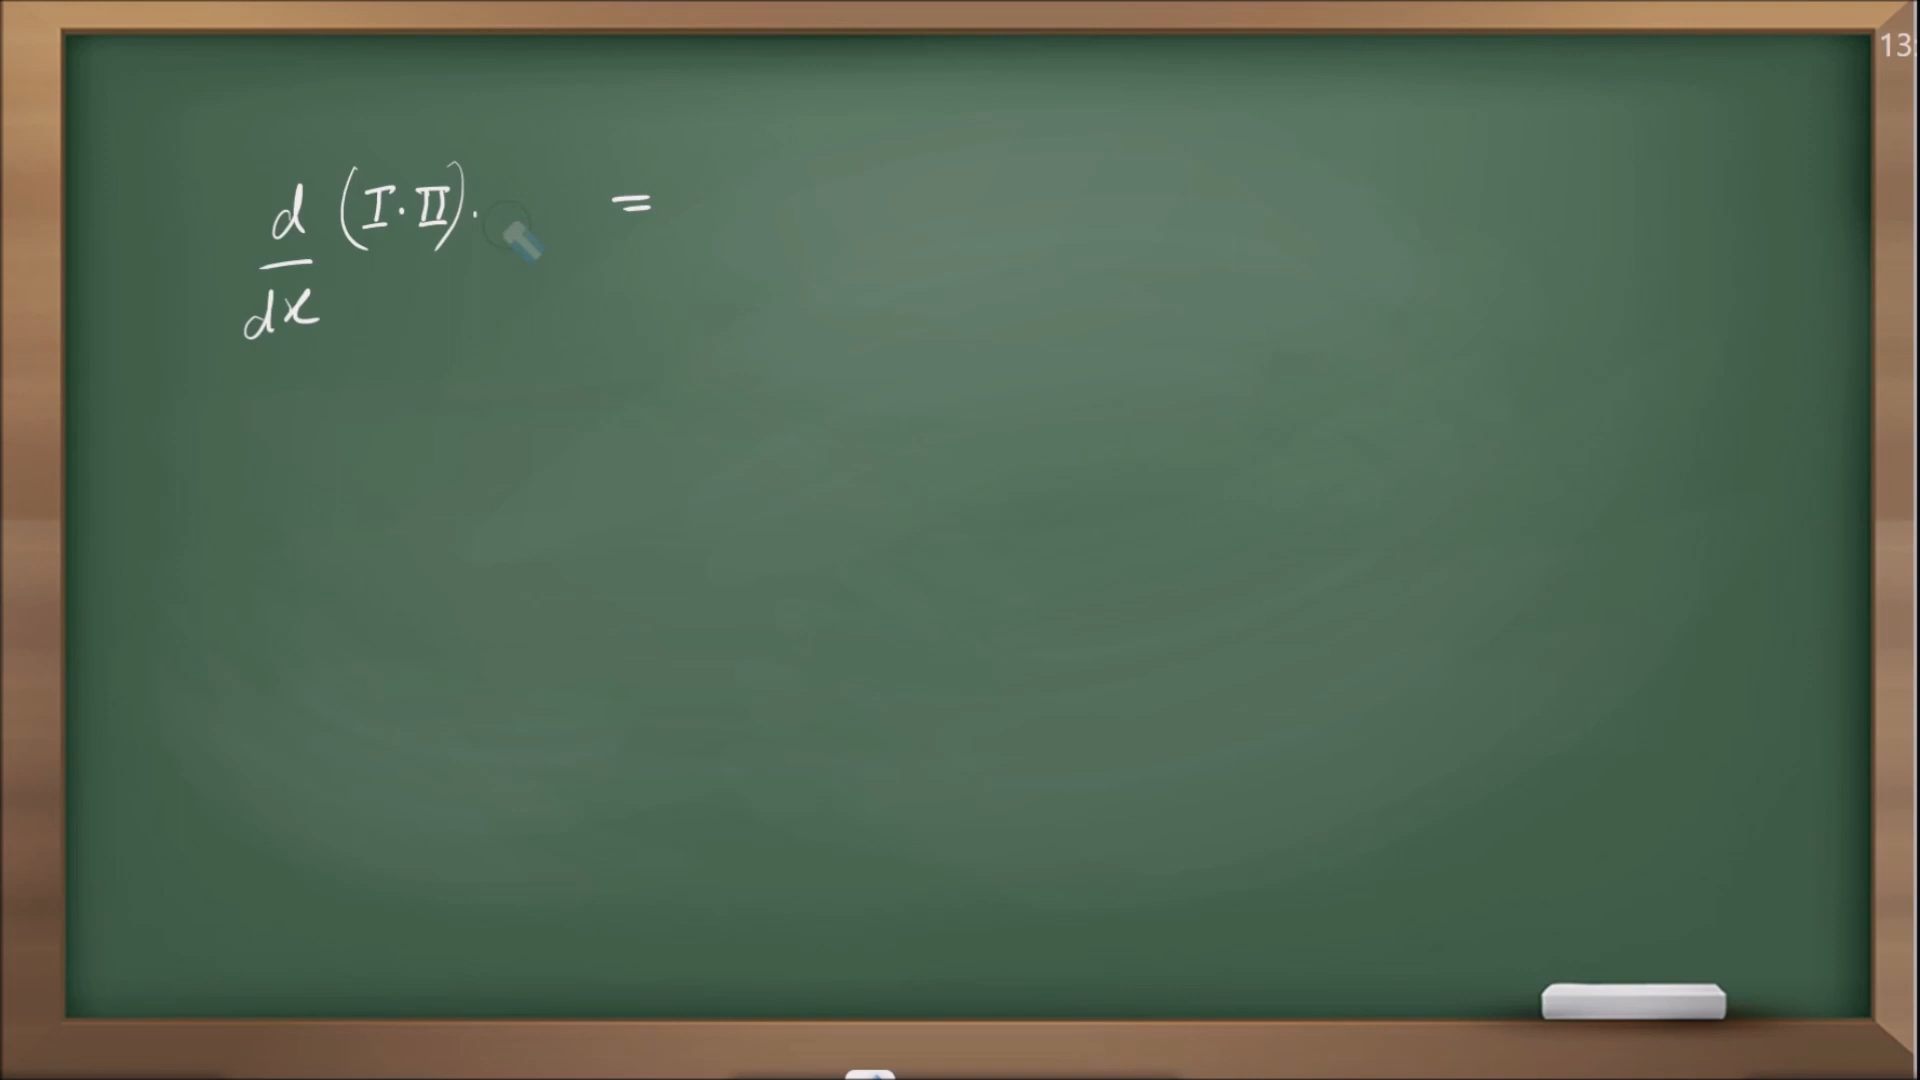 d/dx (I·II). =
13